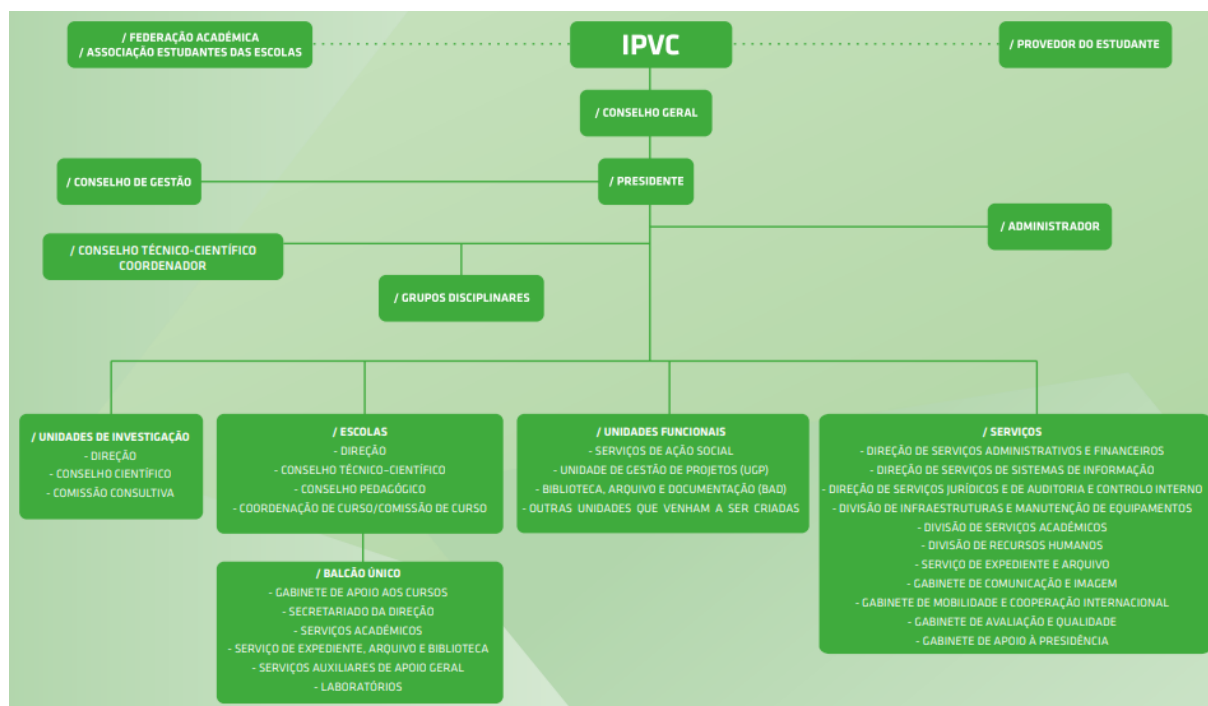 / FEDERAÇÃO ACADÉMICA
/ ASSOCIAÇÃO ESTUDANTES DAS ESCOLAS
IPVC
/ PROVEDOR DO ESTUDANTE
/ CONSELHO GERAL
/ CONSELHO DE GESTÃO
/ PRESIDENTE
/ ADMINISTRADOR
/ CONSELHO TÉCNICO-CIENTÍFICO
COORDENADOR
/ GRUPOS DISCIPLINARES
/ UNIDADES DE INVESTIGAÇÃO
- DIREÇÃO
- CONSELHO CIENTÍFICO
- COMISSÃO CONSULTIVA
/ ESCOLAS
- DIREÇÃO
- CONSELHO TÉCNICO-CIENTÍFICO
- CONSELHO PEDAGÓGICO
- COORDENAÇÃO DE CURSO/COMISSÃO DE CURSO
/ BALCÃO ÚNICO
- GABINETE DE APOIO AOS CURSOS
- SECRETARIADO DA DIREÇÃO
- SERVIÇOS ACADÉMICOS
- SERVIÇO DE EXPEDIENTE, ARQUIVO E BIBLIOTECA
- SERVIÇOS AUXILIARES DE APOIO GERAL
- LABORATÓRIOS
/ UNIDADES FUNCIONAIS
- SERVIÇOS DE AÇÃO SOCIAL
- UNIDADE DE GESTÃO DE PROJETOS (UGP)
- BIBLIOTECA, ARQUIVO E DOCUMENTAÇÃO (BAD)
- OUTRAS UNIDADES QUE VENHAM A SER CRIADAS
/ SERVIÇOS
- DIREÇÃO DE SERVIÇOS ADMINISTRATIVOS E FINANCEIROS
- DIREÇÃO DE SERVIÇOS DE SISTEMAS DE INFORMAÇÃO
- DIREÇÃO DE SERVIÇOS JURÍDICOS E DE AUDITORIA E CONTROLO INTERNO
- DIVISÃO DE INFRAESTRUTURAS E MANUTENÇÃO DE EQUIPAMENTOS
- DIVISÃO DE SERVIÇOS ACADÉMICOS
- DIVISÃO DE RECURSOS HUMANOS
- SERVIÇO DE EXPEDIENTE E ARQUIVO
- GABINETE DE COMUNICAÇÃO E IMAGEM
- GABINETE DE MOBILIDADE E COOPERAÇÃO INTERNACIONAL
- GABINETE DE AVALIAÇÃO E QUALIDADE
- GABINETE DE APOIO À PRESIDÊNCIA